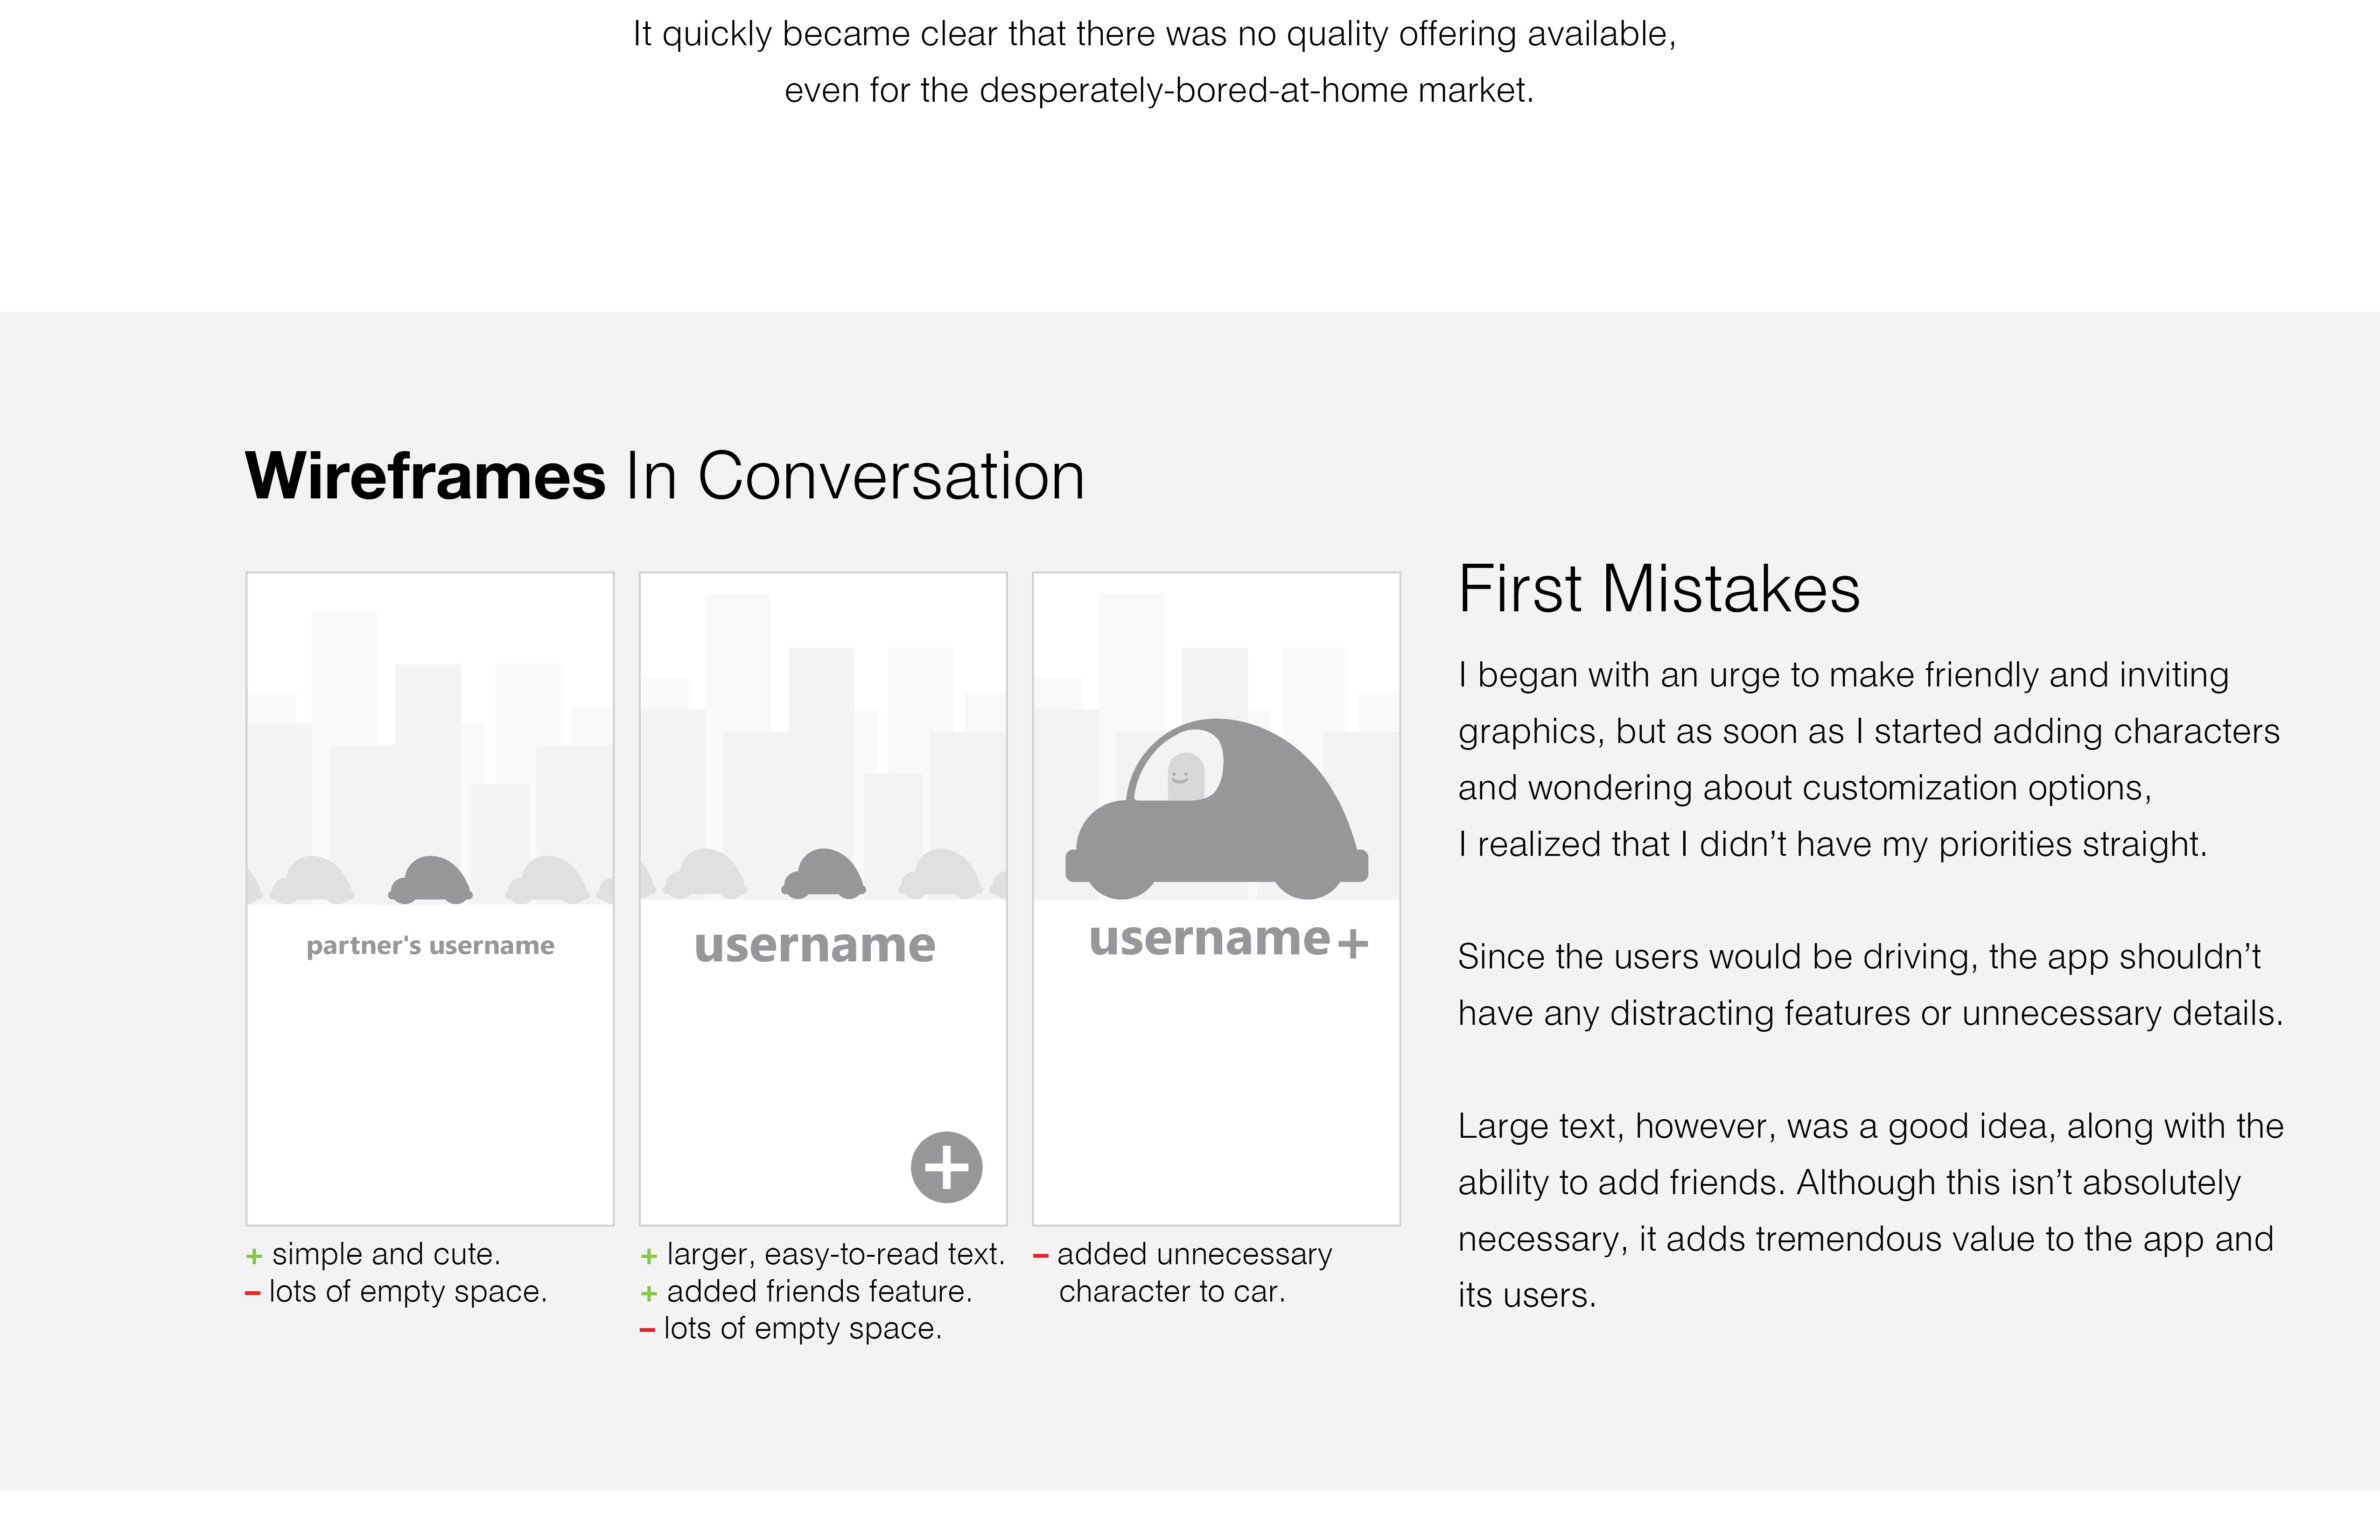 It quickly became clear that there was no quality offering available,
even for the desperately-bored-at-home market.
Wireframes In Conversation
partner's username
+ simple and cute.
– lots of empty space.
username
+
+ larger, easy-to-read text.
+ added friends feature.
– lots of empty space.
username+
– added unnecessary
character to car.
First Mistakes
I began with an urge to make friendly and inviting
graphics, but as soon as I started adding characters
and wondering about customization options,
I realized that I didn’t have my priorities straight.
Since the users would be driving, the app shouldn’t
have any distracting features or unnecessary details.
Large text, however, was a good idea, along with the
ability to add friends. Although this isn’t absolutely
necessary, it adds tremendous value to the app and
its users.